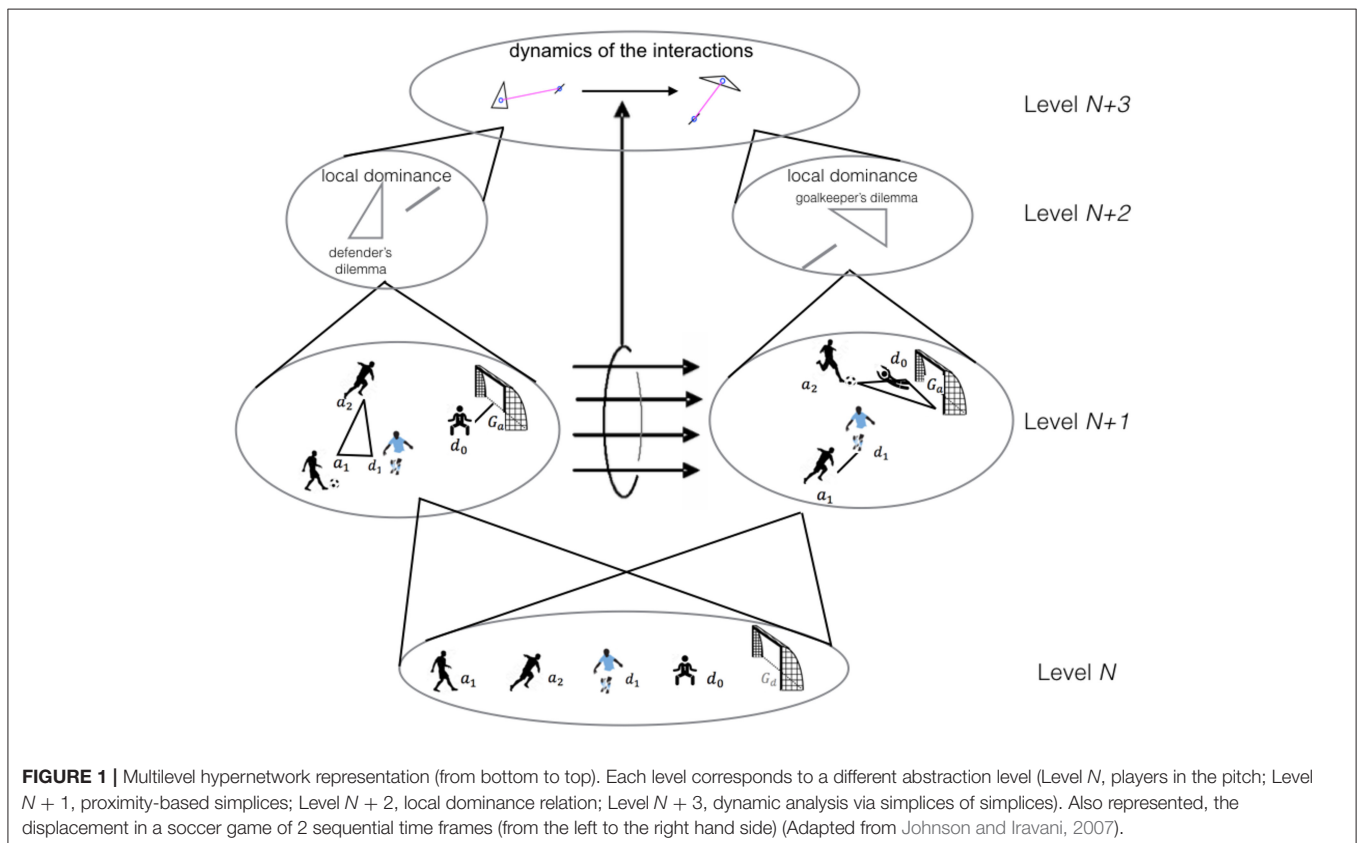 dynamics of the interactions
Level N+3
local dominance
defender's
dilemma
local dominance
goalkeeper's dilemma
Level N+2
a₂
a₁ d₁
d₀
Gₐ
a₂
d₀
Gₐ
d₁
a₁
Level N+1
a₁ a₂ d₁ d₀ G_d
Level N
FIGURE 1 | Multilevel hypernetwork representation (from bottom to top). Each level corresponds to a different abstraction level (Level N, players in the pitch; Level
N + 1, proximity-based simplices; Level N + 2, local dominance relation; Level N + 3, dynamic analysis via simplices of simplices). Also represented, the
displacement in a soccer game of 2 sequential time frames (from the left to the right hand side) (Adapted from Johnson and Iravani, 2007).